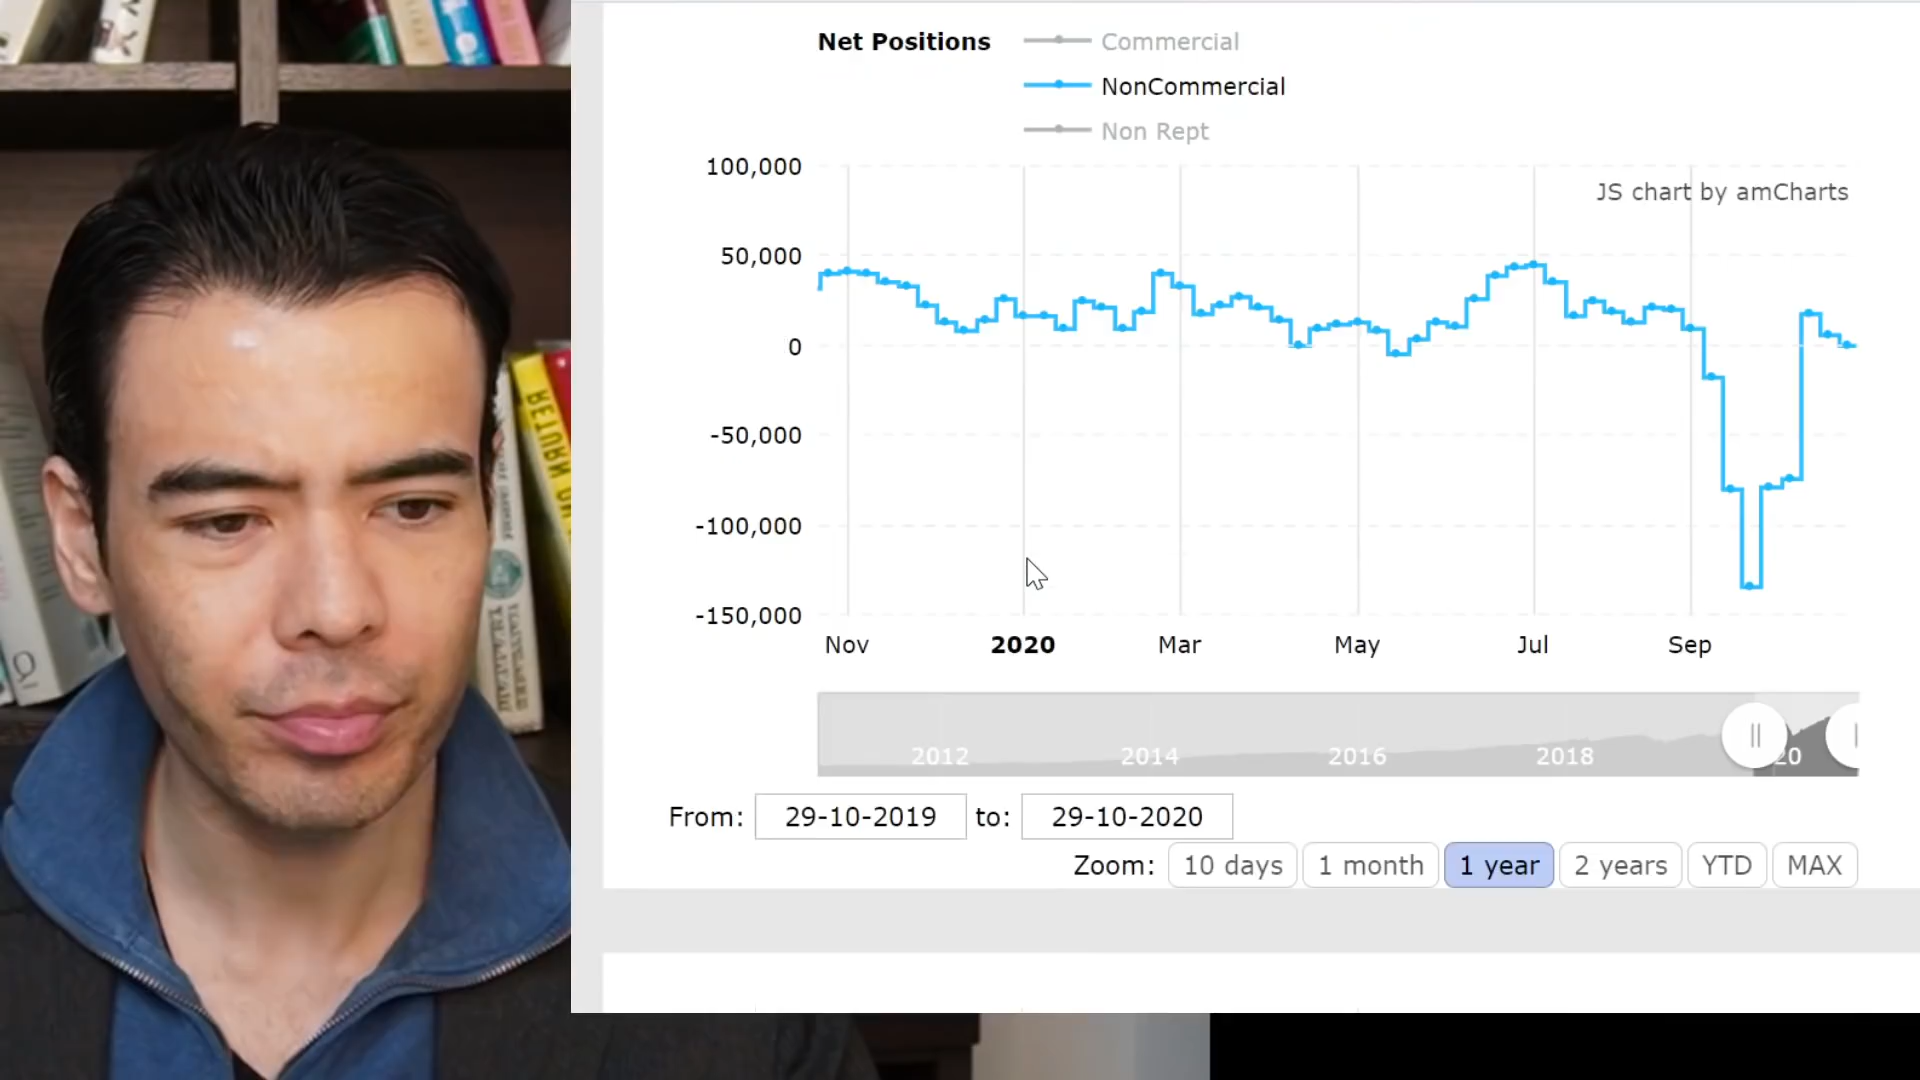 Net Positions
Commercial
NonCommercial
Non Rept
JS chart by amCharts
100,000
50,000
0
-50,000
-100,000
-150,000
Nov
2020
Mar
May
Jul
Sep
2012
2014
2016
2018
20
From: 29-10-2019 to: 29-10-2020
Zoom: 10 days 1 month 1 year 2 years YTD MAX
RETURN